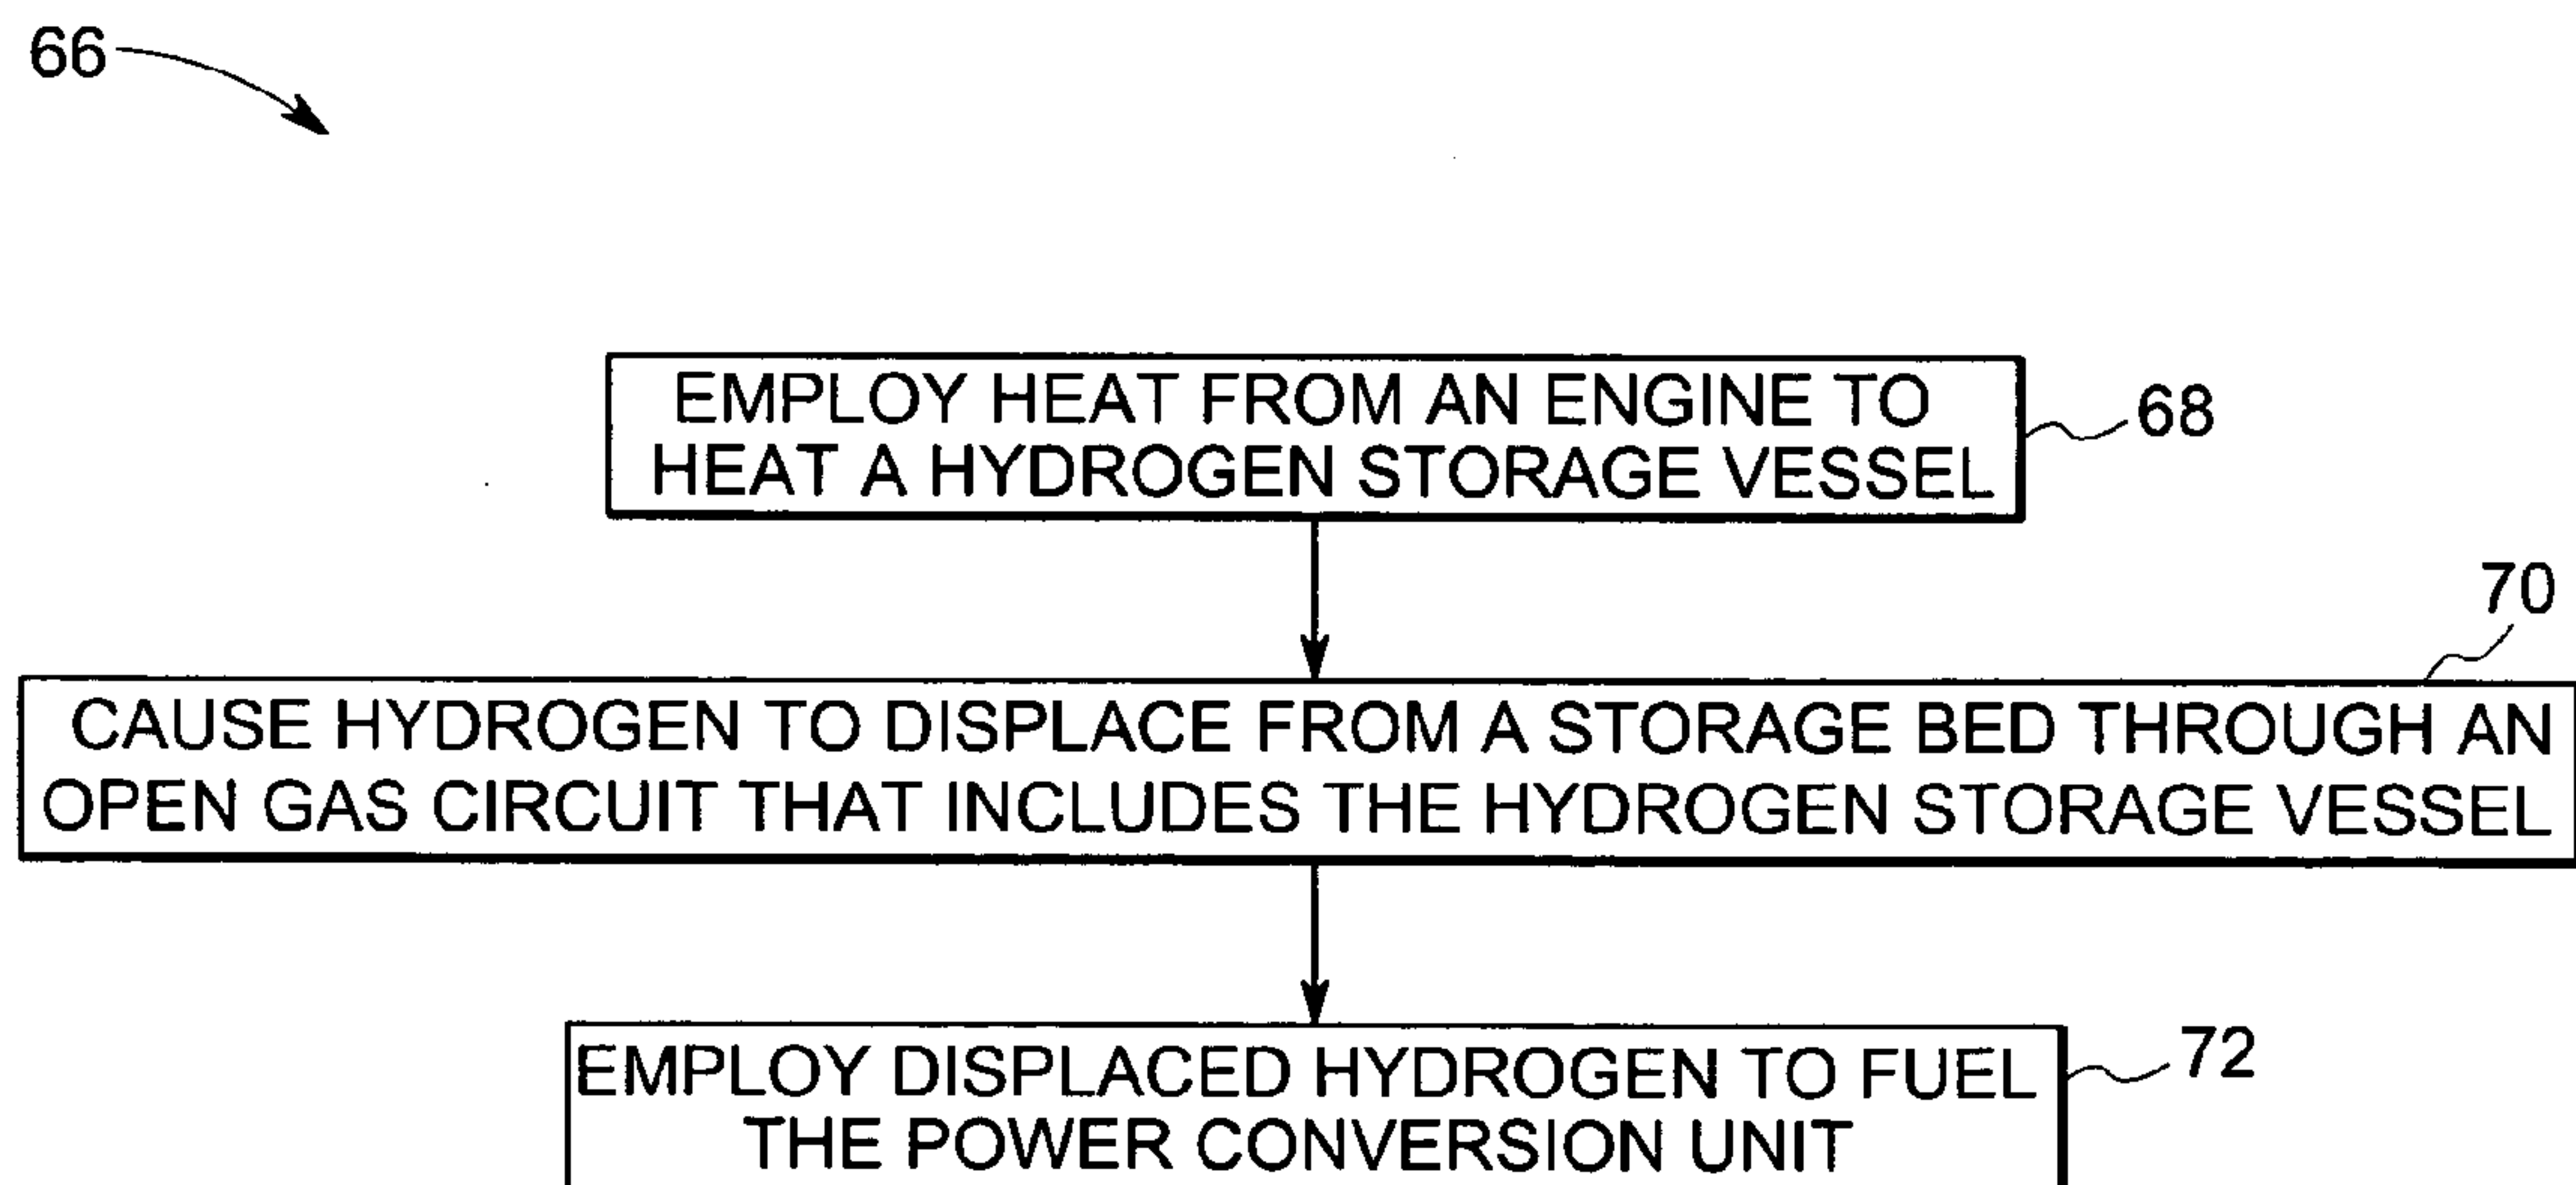 66
EMPLOY HEAT FROM AN ENGINE TO
HEAT A HYDROGEN STORAGE VESSEL
68
70
CAUSE HYDROGEN TO DISPLACE FROM A STORAGE BED THROUGH AN
OPEN GAS CIRCUIT THAT INCLUDES THE HYDROGEN STORAGE VESSEL
EMPLOY DISPLACED HYDROGEN TO FUEL
THE POWER CONVERSION UNIT
72